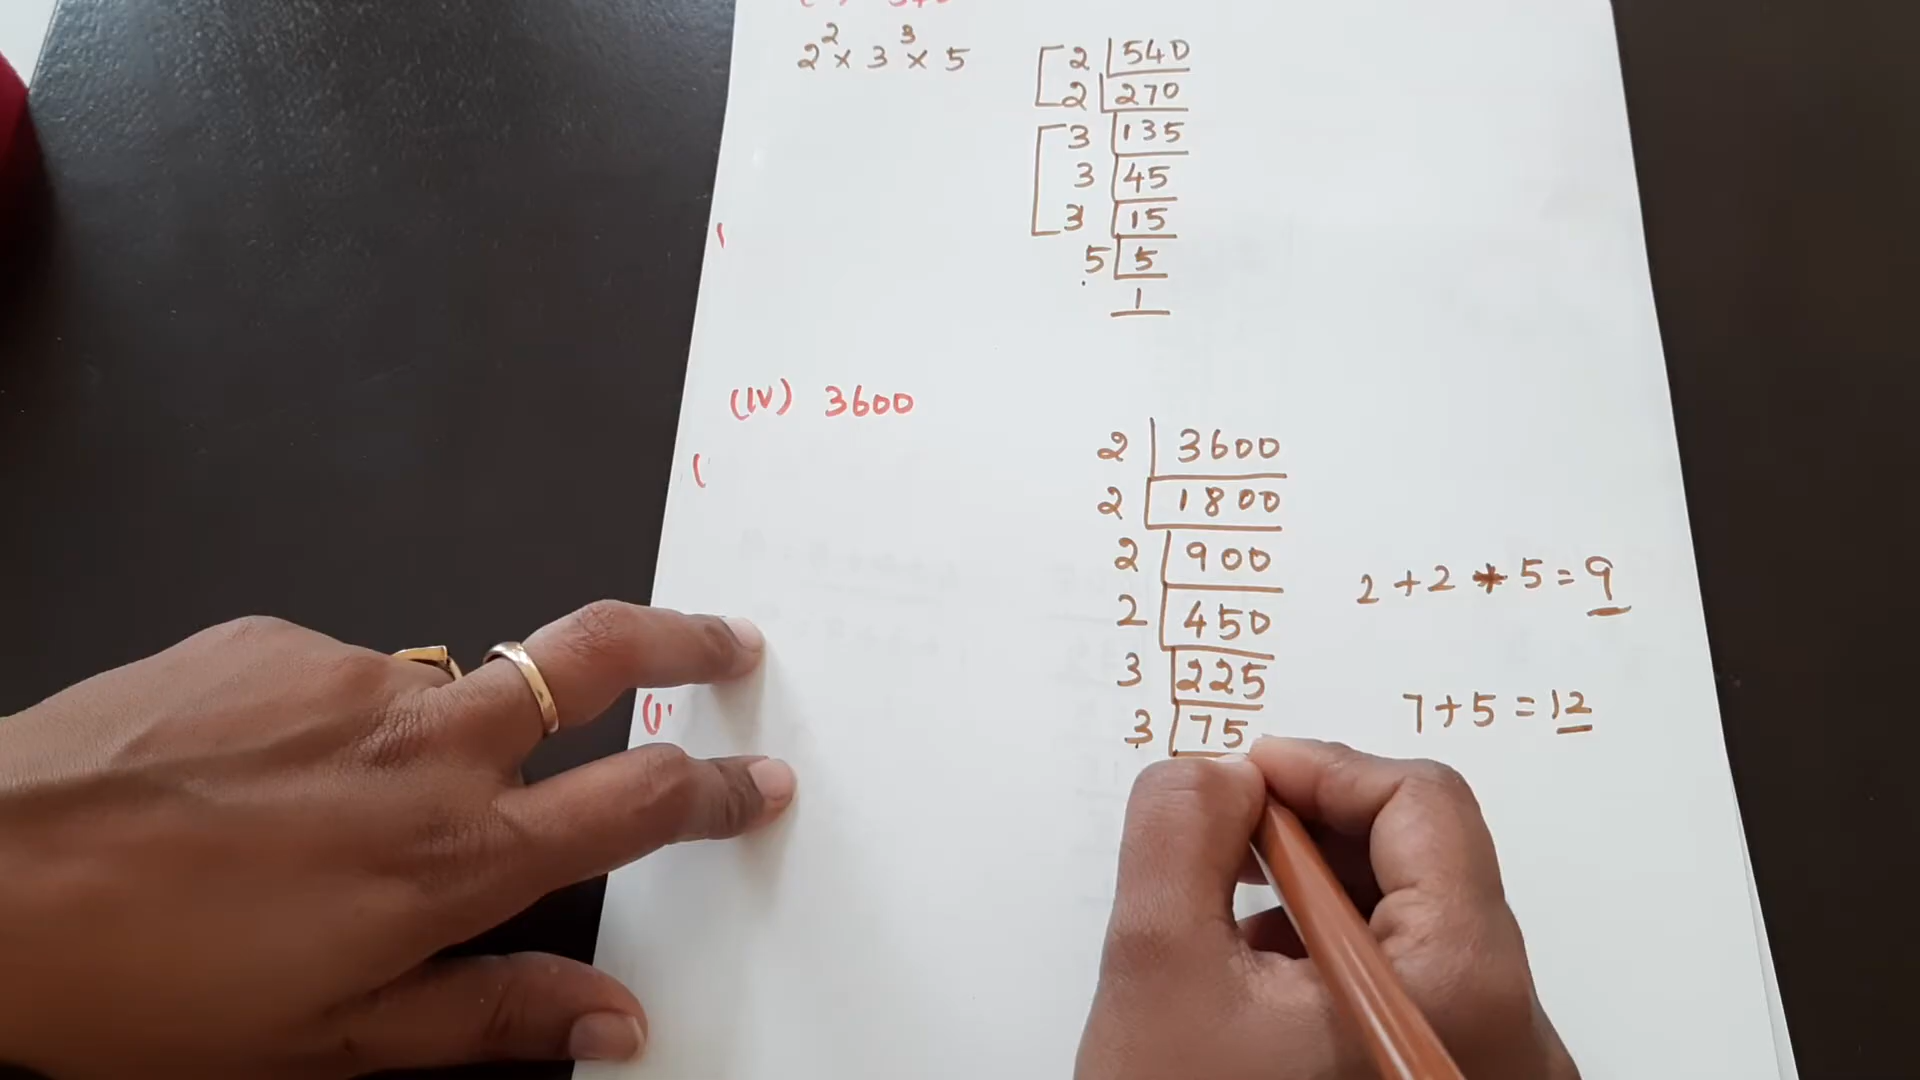 2² × 3³ × 5
2 | 540
2 | 270
3 | 135
3 | 45
3 | 15
5 | 5
1
(IV) 3600
2 | 3600
2 | 1800
2 | 900
2 | 450
3 | 225
3 | 75
2 + 2 + 5 = 9
7 + 5 = 12